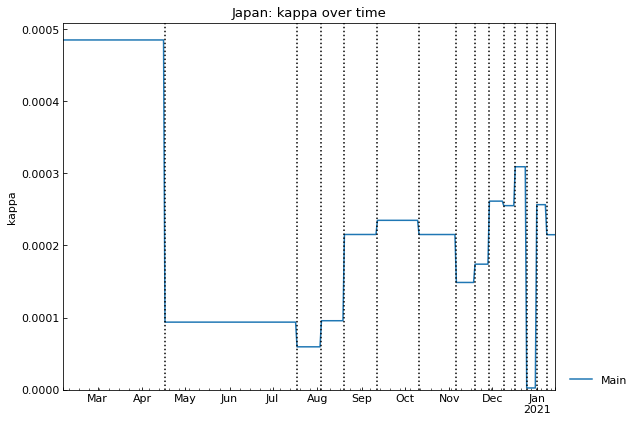 Japan: kappa over time
0.0005
0.0004
0.0003
0.0002
0.0001
0.0000
kappa
Mar Apr May Jun Jul Aug Sep Oct Nov Dec Jan
2021
Main